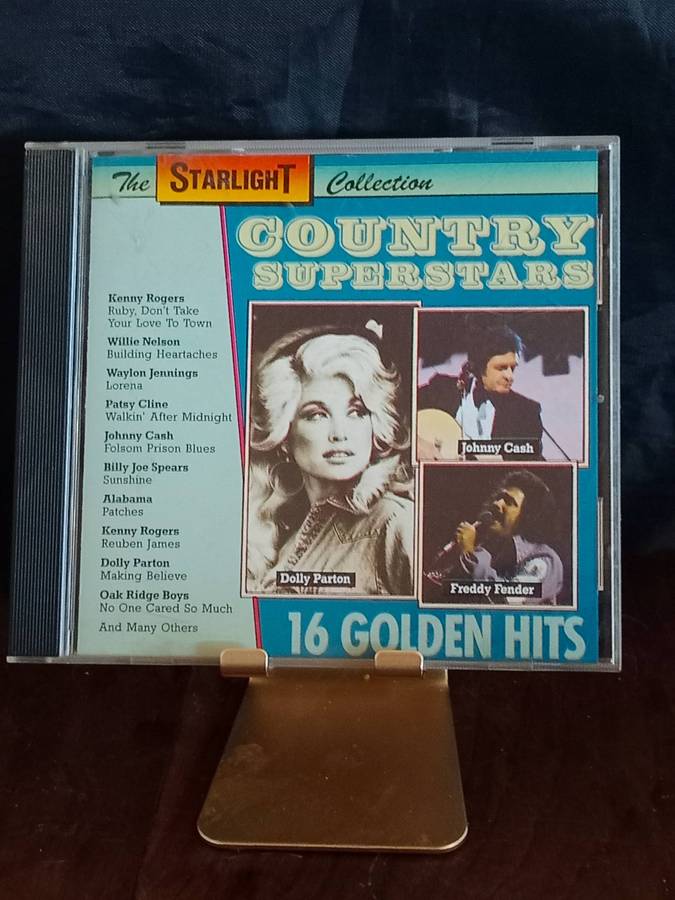 The STARLIGHT Collection
COUNTRY
SUPERSTARS
Kenny Rogers
Ruby, Don't Take
Your Love To Town
Willie Nelson
Building Heartaches
Waylon Jennings
Lorena
Patsy Cline
Walkin' After Midnight
Johnny Cash
Folsom Prison Blues
Billy Joe Spears
Sunshine
Alabama
Patches
Kenny Rogers
Reuben James
Dolly Parton
Making Believe
Oak Ridge Boys
No One Cared So Much
And Many Others
Johnny Cash
Dolly Parton
Freddy Fender
16 GOLDEN HITS